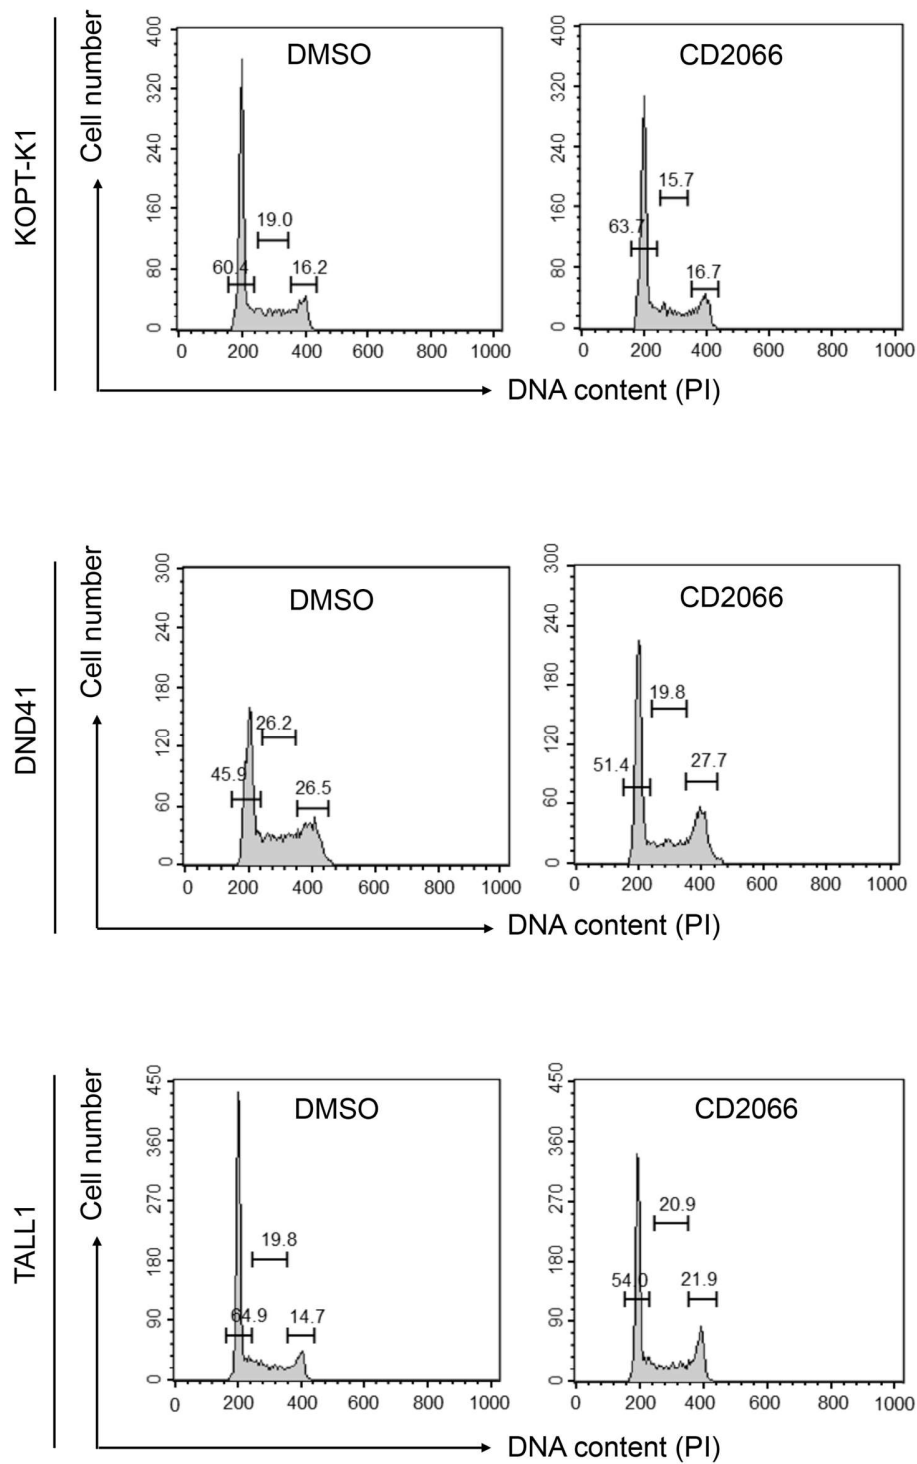 KOPT-K1
Cell number
DMSO
400
320
240
160
80
0
60.4
19.0
16.2
0 200 400 600 800 1000
CD2066
400
320
240
160
80
0
63.7
15.7
16.7
0 200 400 600 800 1000
DNA content (PI)
DND41
Cell number
DMSO
300
240
180
120
60
0
45.9
26.2
26.5
0 200 400 600 800 1000
CD2066
300
240
180
120
60
0
51.4
19.8
27.7
0 200 400 600 800 1000
DNA content (PI)
TALL1
Cell number
DMSO
450
360
270
180
90
0
64.9
19.8
14.7
0 200 400 600 800 1000
CD2066
450
360
270
180
90
0
54.0
20.9
21.9
0 200 400 600 800 1000
DNA content (PI)